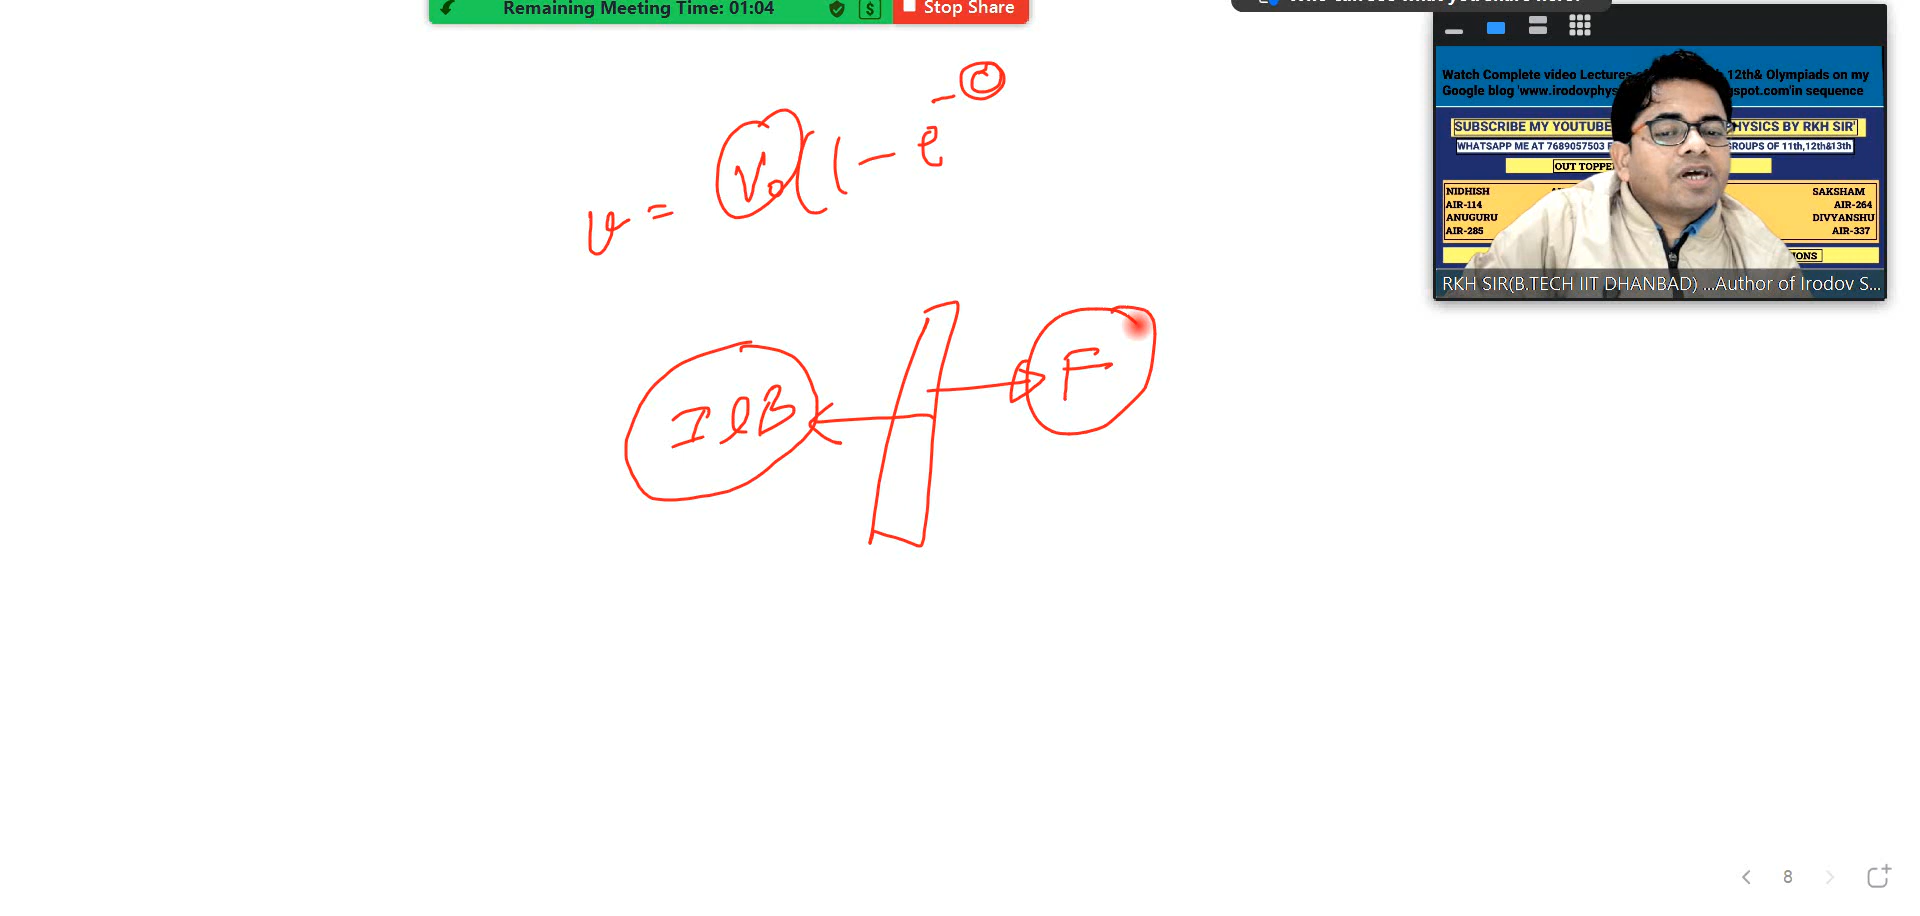 Remaining Meeting Time: 01:04
$
Stop Share
Watch Complete video Lectures 12th& Olympiads on my
Google blog 'www.irodovphys spot.com'in sequence
SUBSCRIBE MY YOUTUBE HYSICS BY RKH SIR'
WHATSAPP ME AT 7689057503 ROUPS OF 11th,12th&13th
OUT TOPPE
NIDHISH
AIR-114
ANUGURU
AIR-285
SAKSHAM
AIR-264
DIVYANSHU
AIR-337
IONS
RKH SIR(B.TECH IIT DHANBAD) ...Author of Irodov S...
v = V₀(1 - e^-C
IlB
F
8